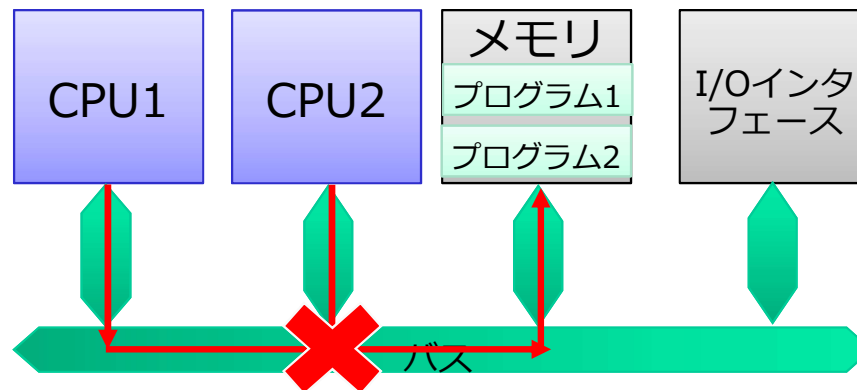 CPU1
CPU2
メモリ
プログラム1
プログラム2
I/Oインタ
フェース
バス